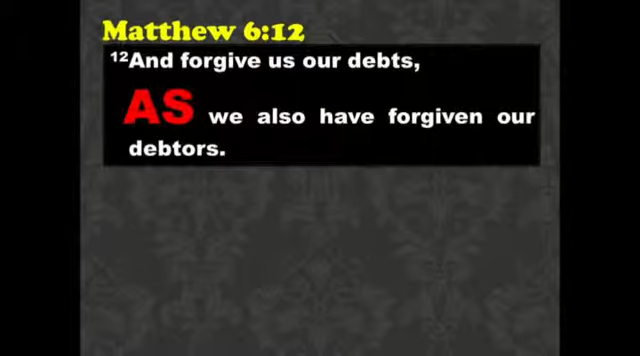 Matthew 6:12
12And forgive us our debts,
AS we also have forgiven our
debtors.